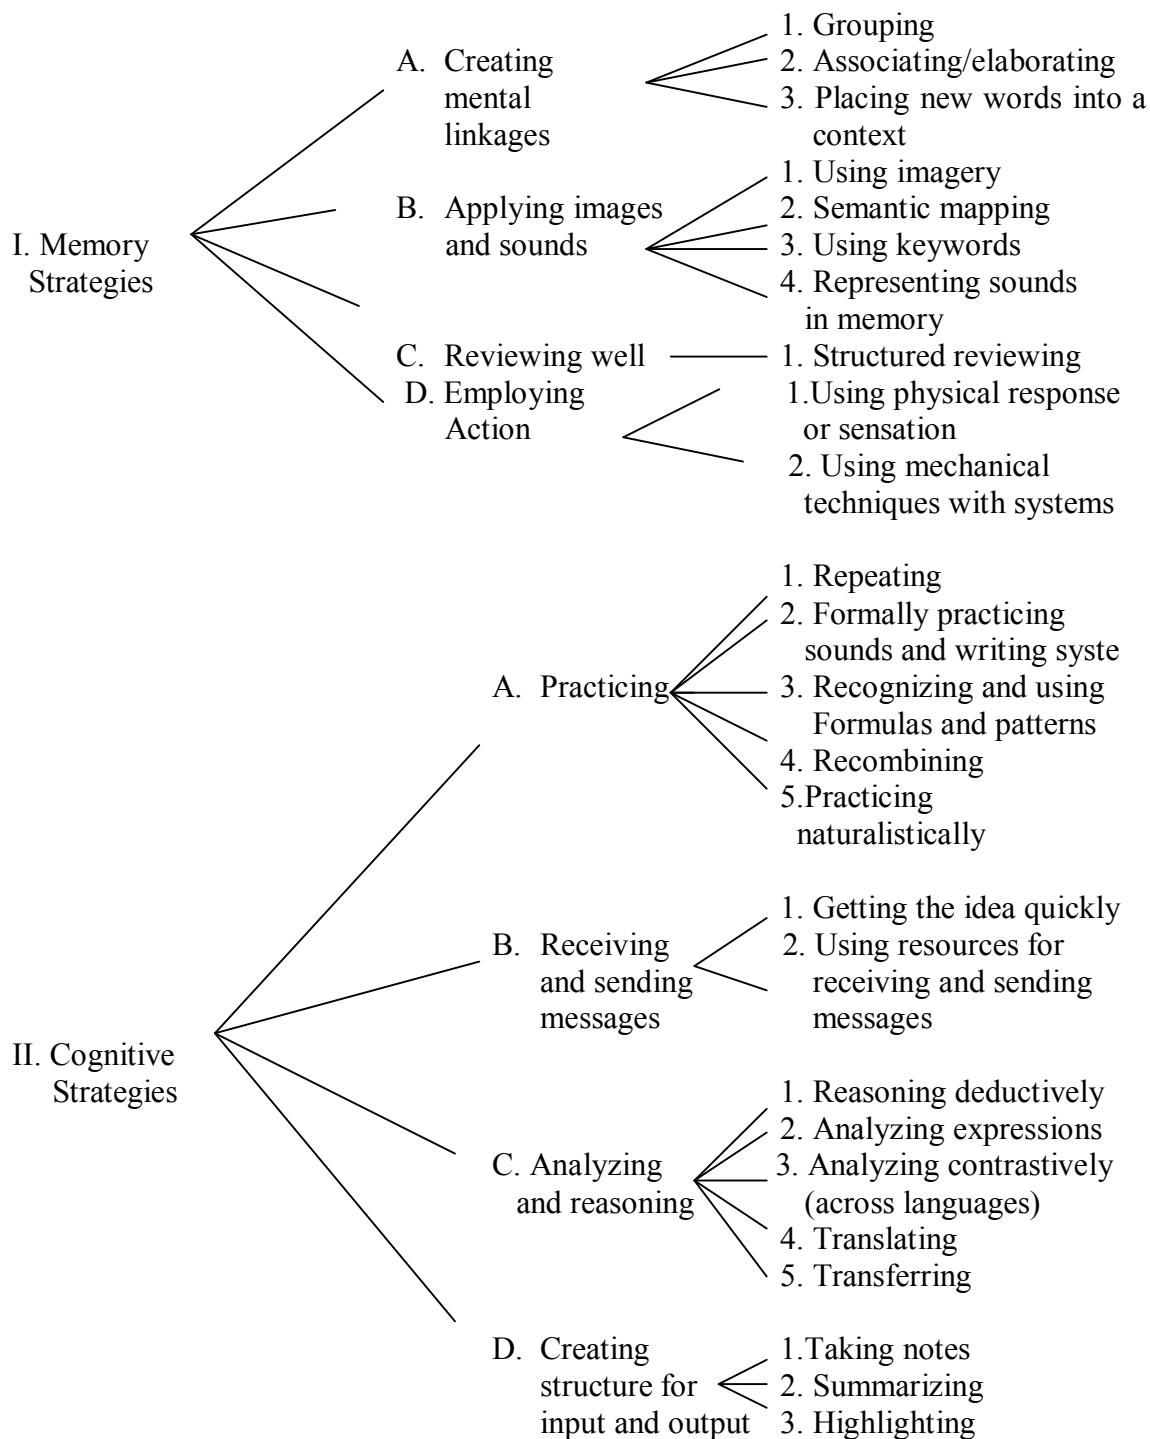 I. Memory
Strategies
A. Creating
mental
linkages
1. Grouping
2. Associating/elaborating
3. Placing new words into a
context
B. Applying images
and sounds
1. Using imagery
2. Semantic mapping
3. Using keywords
4. Representing sounds
in memory
C. Reviewing well
1. Structured reviewing
D. Employing
Action
1.Using physical response
or sensation
2. Using mechanical
techniques with systems
II. Cognitive
Strategies
A. Practicing
1. Repeating
2. Formally practicing
sounds and writing syste
3. Recognizing and using
Formulas and patterns
4. Recombining
5.Practicing
naturalistically
B. Receiving
and sending
messages
1. Getting the idea quickly
2. Using resources for
receiving and sending
messages
C. Analyzing
and reasoning
1. Reasoning deductively
2. Analyzing expressions
3. Analyzing contrastively
(across languages)
4. Translating
5. Transferring
D. Creating
structure for
input and output
1.Taking notes
2. Summarizing
3. Highlighting